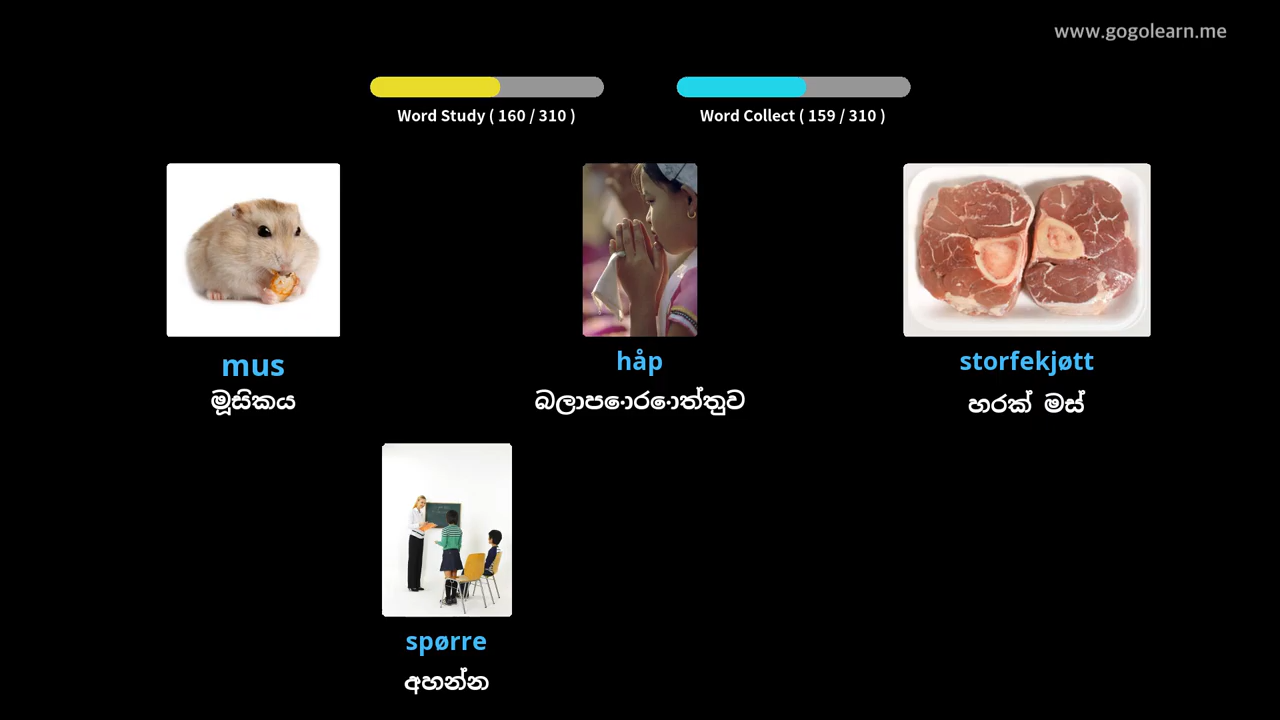 www.gogolearn.me
Word Study ( 160 / 310 )
Word Collect ( 159 / 310 )
mus
මූසිකය
håp
බලාපොරොත්තුව
storfekjøtt
හරක් මස්
spørre
අහන්න